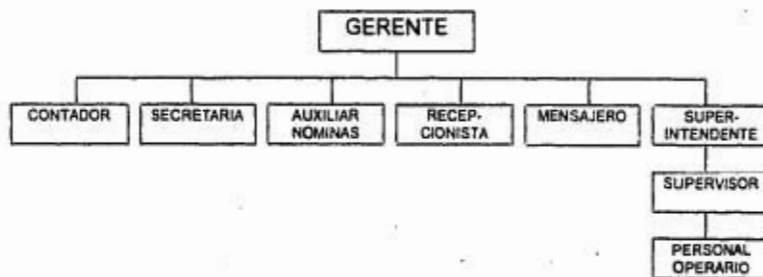 GERENTE
CONTADOR
SECRETARIA
AUXILIAR
NOMINAS
RECEP-
CIONISTA
MENSAJERO
SUPER-
INTENDENTE
SUPERVISOR
PERSONAL
OPERARIO